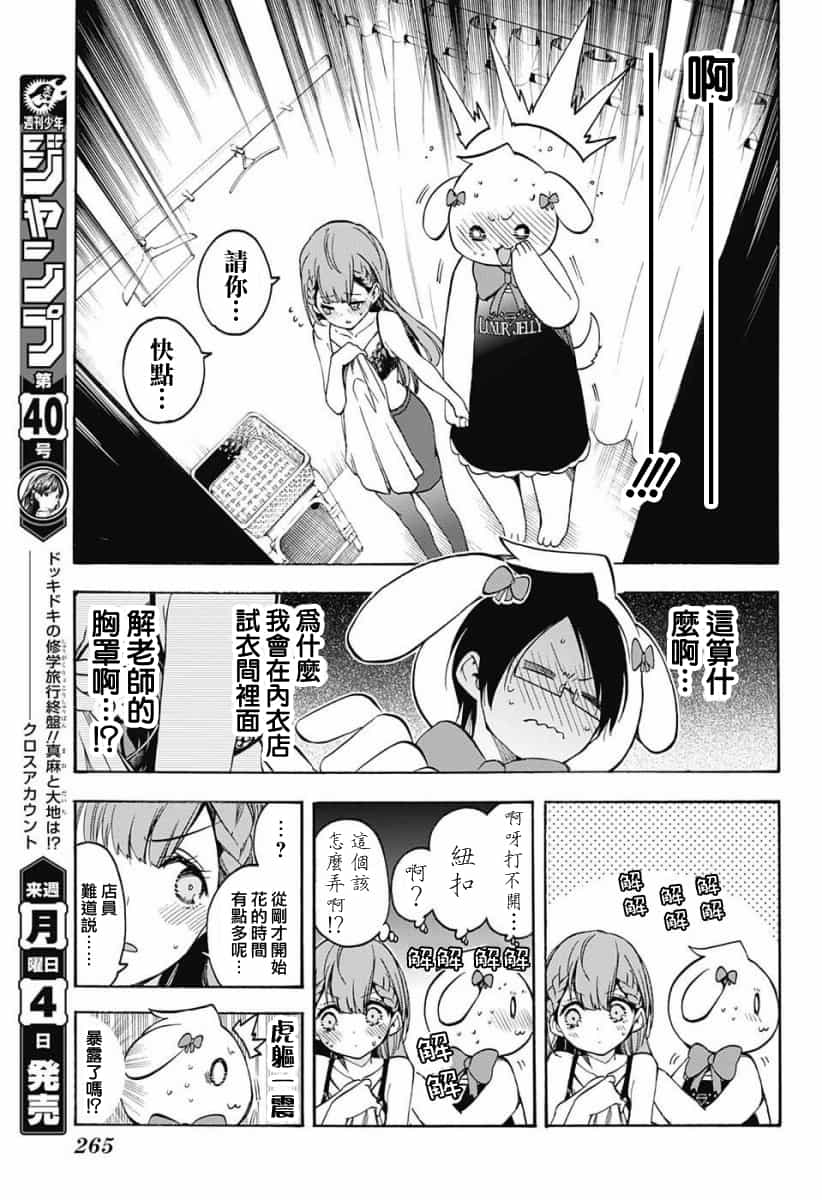 啊——————!!!
請你…
快點…
LUXUR JELLY
這算什
麼啊…
為什麼
我會在內衣店
試衣間裡面
解老師的
胸罩啊…!?
解 解 解
解 解 解
啊呀打不開…
紐扣
啊?
這個該
怎麼弄啊!?
解 解 解 解
解
解
…?
從剛才開始
花的時間
有點多呢…
店員
難道說……
虎軀一震
暴露了嗎!?
265
週刊少年
ジャンプ
第
40
号
ドッキドキの修学旅行終盤!!真麻と大地は!?
クロスアカウント
来週
月
曜日
4
日
発売